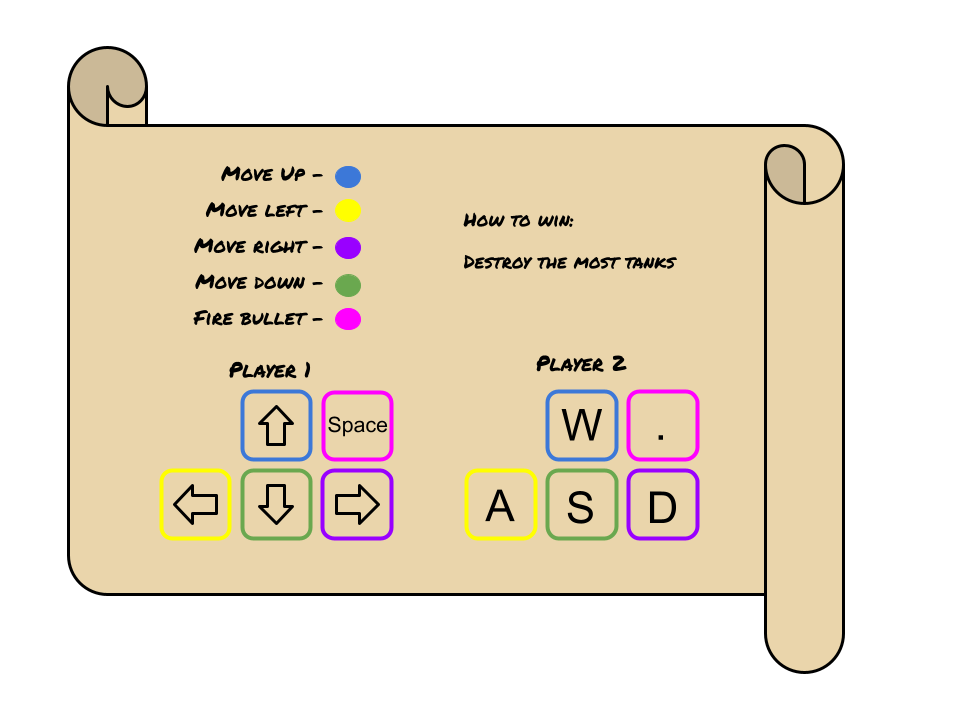 Move Up -
Move left -
Move right -
Move down -
Fire bullet -
How to win:
Destroy the most tanks
Player 1
Space
Player 2
W .
A S D